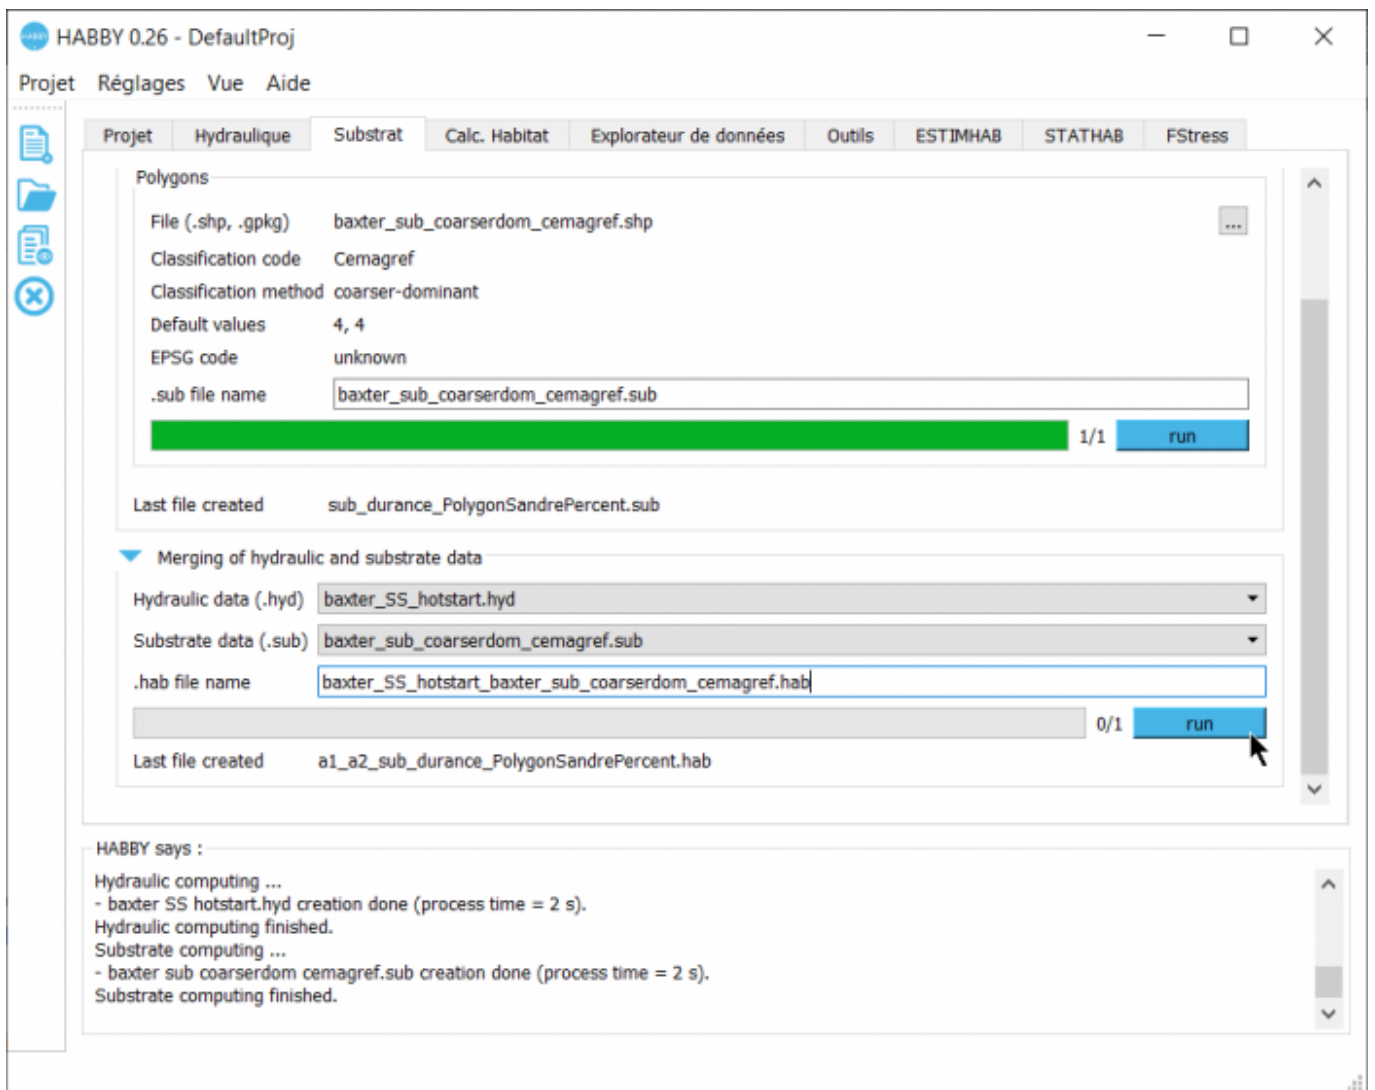 HABBY 0.26 - DefaultProj
Projet Réglages Vue Aide
Projet Hydraulique Substrat Calc. Habitat Explorateur de données Outils ESTIMHAB STATHAB FStress
Polygons
File (.shp, .gpkg) baxter_sub_coarserdom_cemagref.shp ...
Classification code Cemagref
Classification method coarser-dominant
Default values 4, 4
EPSG code unknown
.sub file name baxter_sub_coarserdom_cemagref.sub
1/1 run
Last file created sub_durance_PolygonSandrePercent.sub
Merging of hydraulic and substrate data
Hydraulic data (.hyd) baxter_SS_hotstart.hyd
Substrate data (.sub) baxter_sub_coarserdom_cemagref.sub
.hab file name baxter_SS_hotstart_baxter_sub_coarserdom_cemagref.hab
0/1 run
Last file created a1_a2_sub_durance_PolygonSandrePercent.hab
HABBY says :
Hydraulic computing ...
- baxter SS hotstart.hyd creation done (process time = 2 s).
Hydraulic computing finished.
Substrate computing ...
- baxter sub coarserdom cemagref.sub creation done (process time = 2 s).
Substrate computing finished.